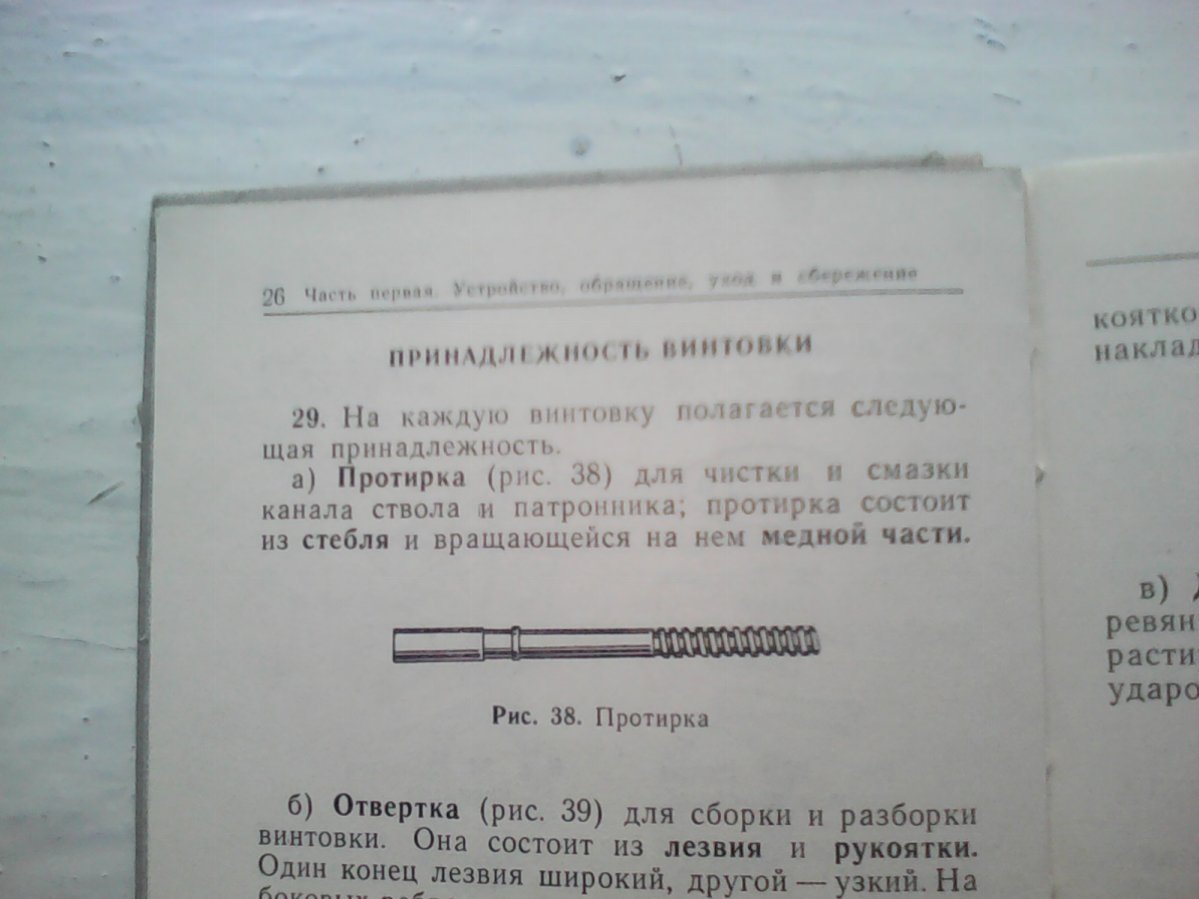 26 Часть первая. Устройство, обращение, уход и сбережение
ПРИНАДЛЕЖНОСТЬ ВИНТОВКИ
29. На каждую винтовку полагается следую-
щая принадлежность.
а) Протирка (рис. 38) для чистки и смазки
канала ствола и патронника; протирка состоит
из стебля и вращающейся на нем медной части.
Рис. 38. Протирка
б) Отвертка (рис. 39) для сборки и разборки
винтовки. Она состоит из лезвия и рукоятки.
Один конец лезвия широкий, другой — узкий. На
коятко
наклад
в)
ревян
расти
ударо